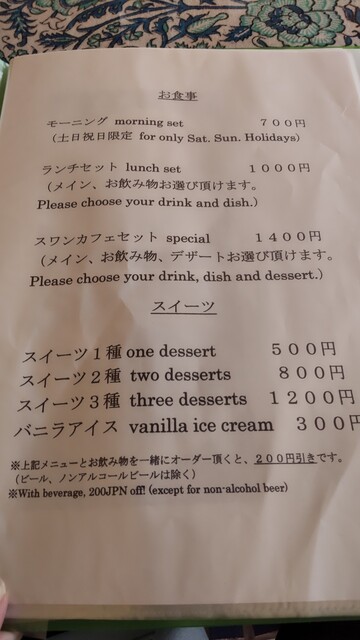 お食事
モーニング morning set ７００円
（土日祝日限定 for only Sat. Sun. Holidays）
ランチセット lunch set １０００円
（メイン、お飲み物お選び頂けます。
Please choose your drink and dish.）
スワンカフェセット special １４００円
（メイン、お飲み物、デザートお選び頂けます。
Please choose your drink, dish and dessert.）
スイーツ
スイーツ１種 one dessert ５００円
スイーツ２種 two desserts ８００円
スイーツ３種 three desserts １２００円
バニラアイス vanilla ice cream ３００円
※上記メニューとお飲み物を一緒にオーダー頂くと、２００円引きです。
（ビール、ノンアルコールビールは除く）
※With beverage, 200JPN off! (except for non-alcohol beer)